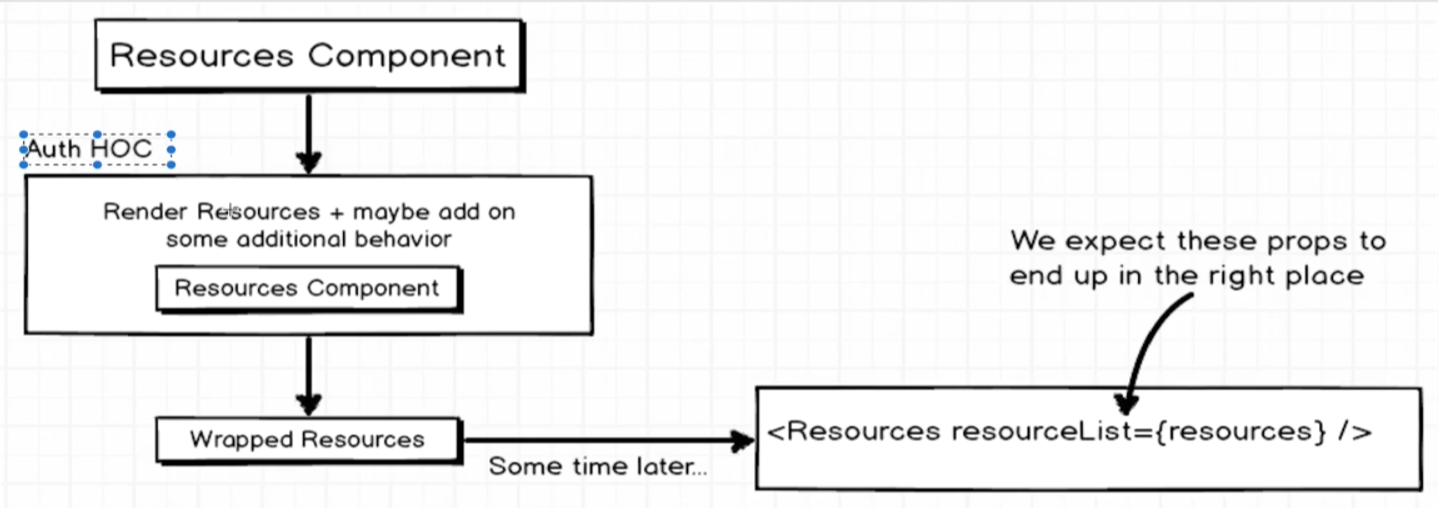 Resources Component
Auth HOC
Render Resources + maybe add on
some additional behavior
Resources Component
Wrapped Resources
Some time later...
We expect these props to
end up in the right place
<Resources resourceList={resources} />